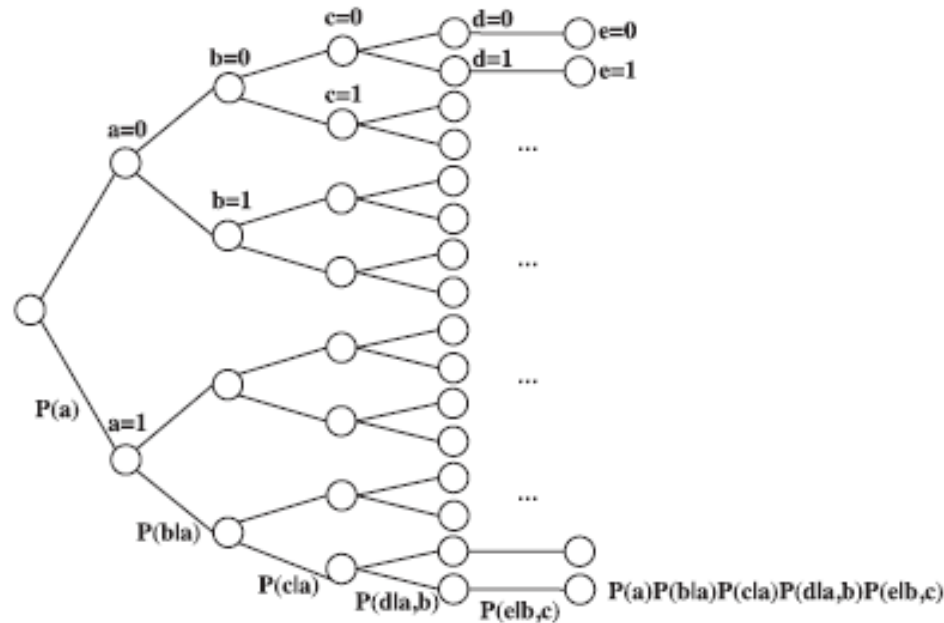 c=0
d=0
e=0
b=0
d=1
e=1
c=1
a=0
...
b=1
...
P(a)
a=1
...
...
P(b|a)
P(c|a)
P(d|a,b)
P(e|b,c)
P(a)P(b|a)P(c|a)P(d|a,b)P(e|b,c)